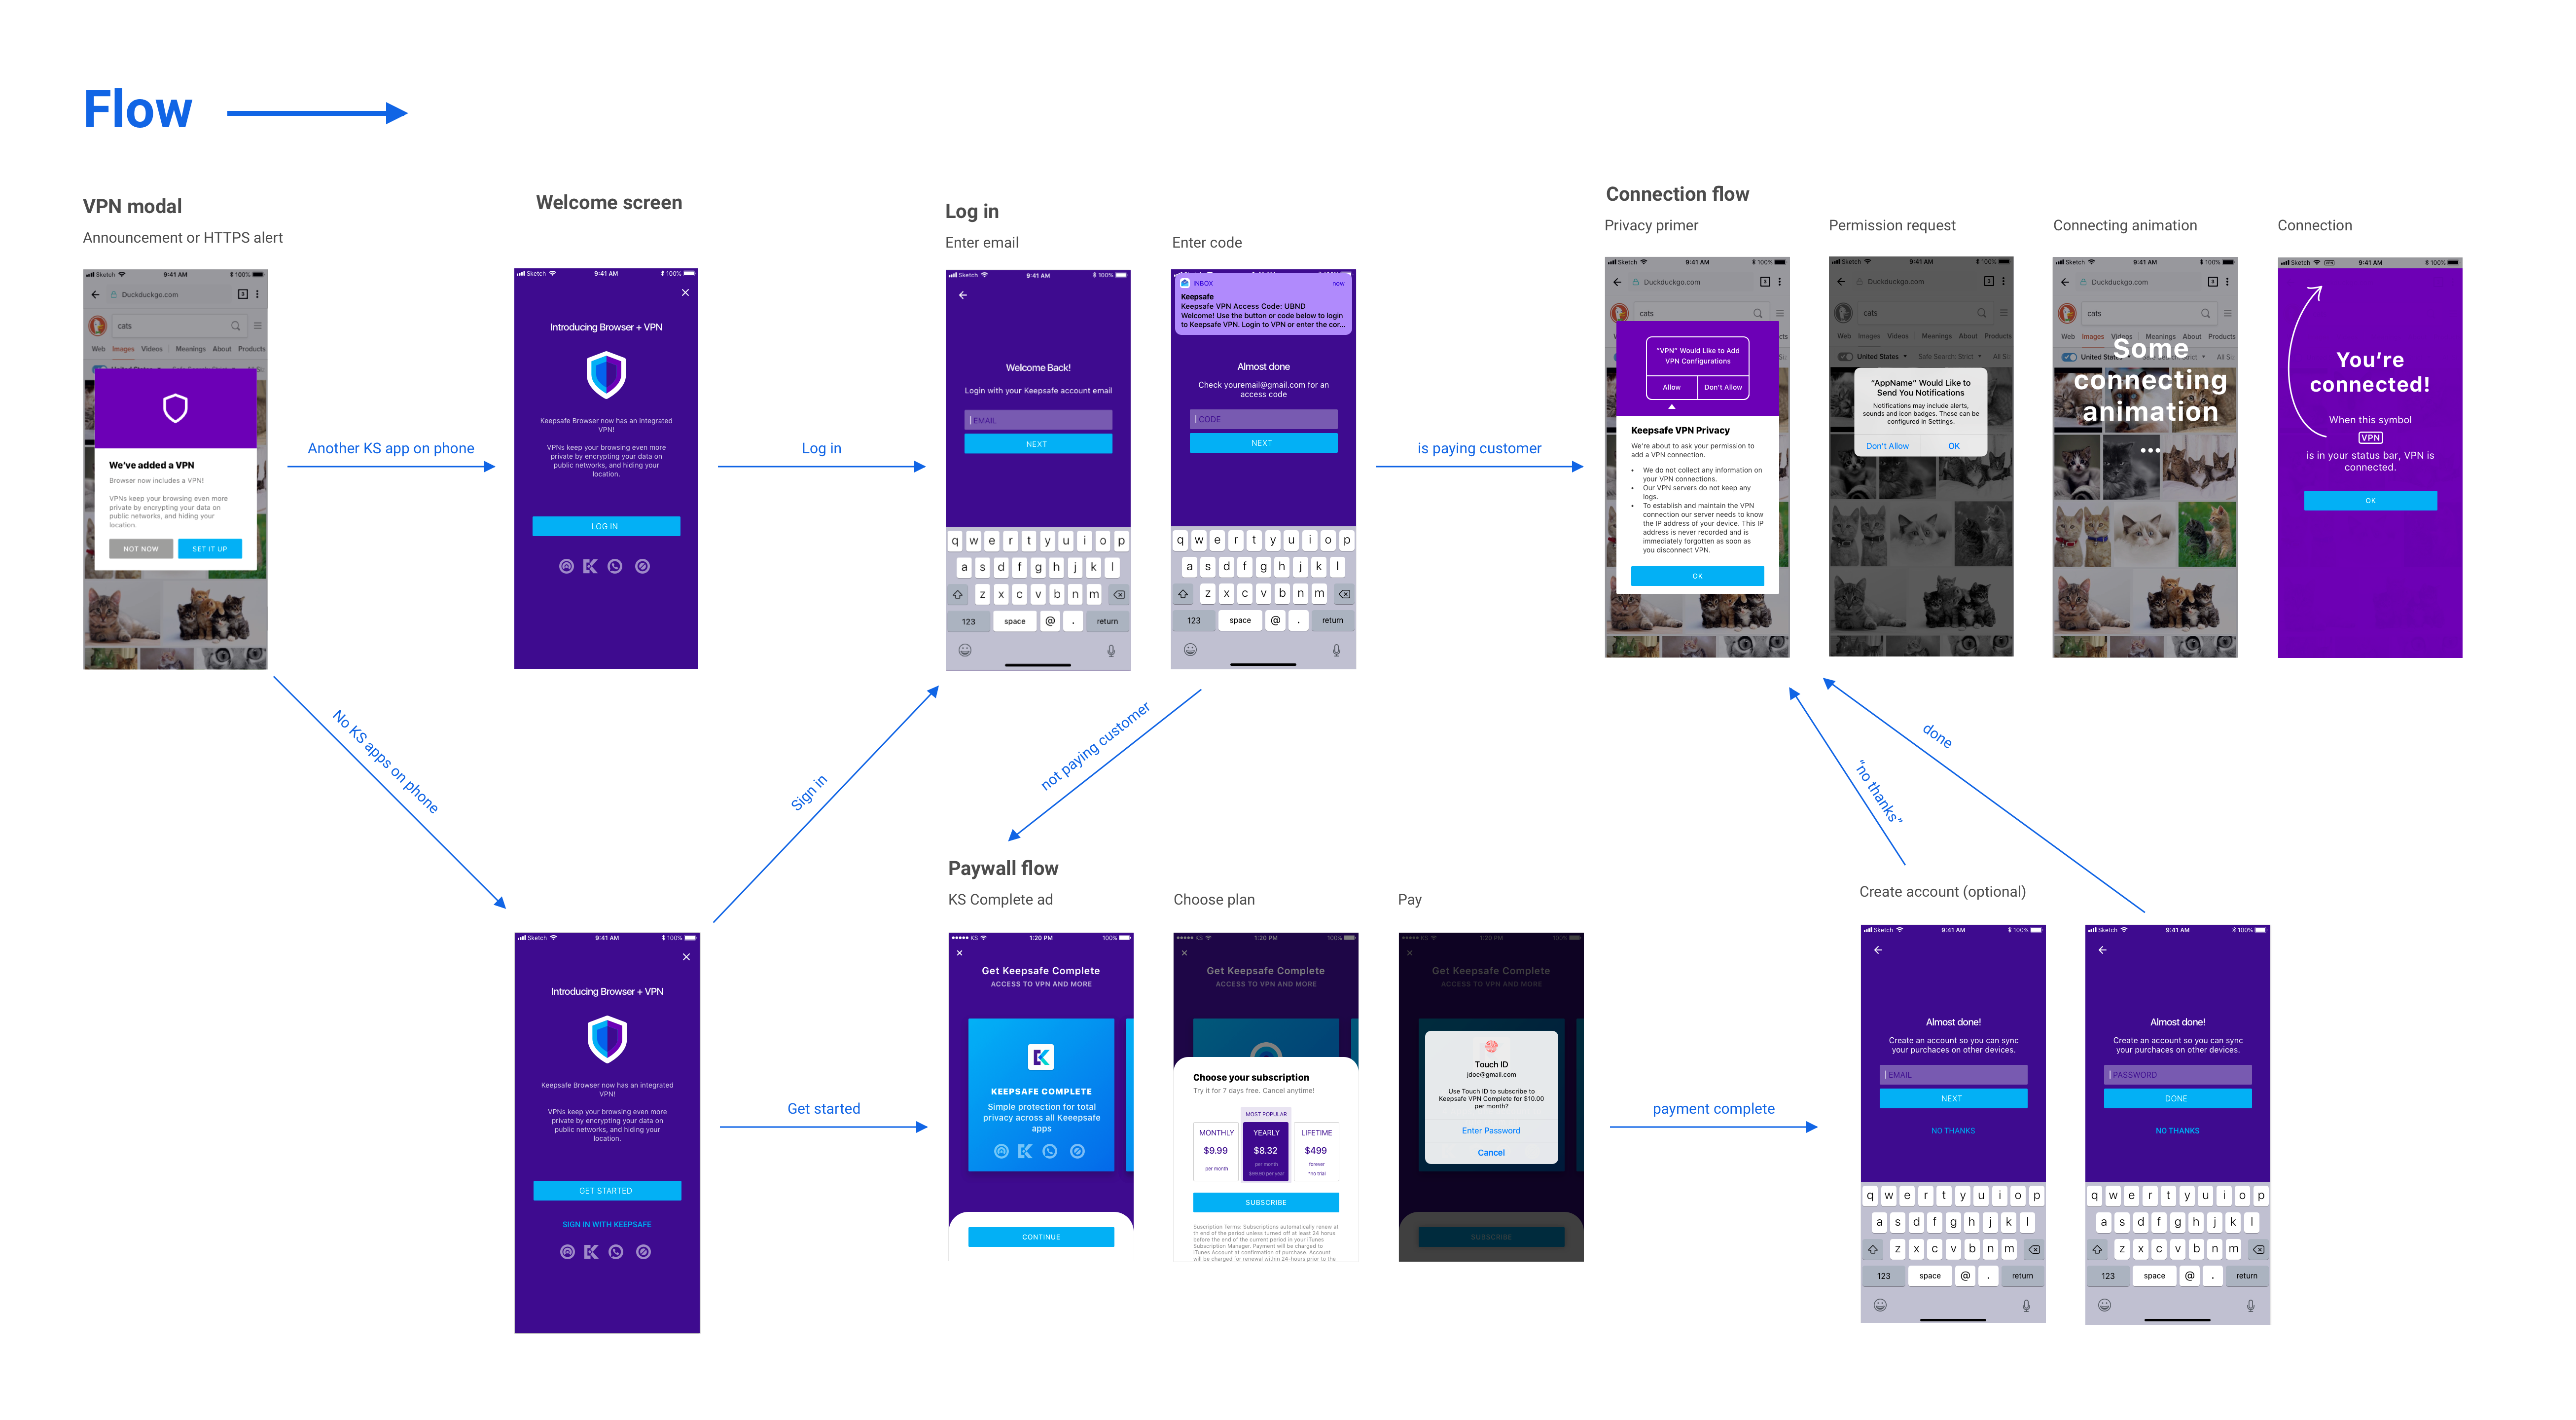 Flow
VPN modal
Announcement or HTTPS alert
Sketch
9:41 AM
100%
Duckduckgo.com
3
cats
Web Images Videos Meanings About Products
We've added a VPN
Browser now includes a VPN!
VPNs keep your browsing even more
private by encrypting your data on
public networks, and hiding your
location.
NOT NOW
SET IT UP
Another KS app on phone
Welcome screen
Sketch
9:41 AM
100%
Introducing Browser + VPN
Keepsafe Browser now has an integrated
VPN!
VPNs keep your browsing even more
private by encrypting your data on
public networks, and hiding your
location.
LOG IN
Log in
Log in
Enter email
Sketch
9:41 AM
100%
Welcome Back!
Login with your Keepsafe account email
EMAIL
NEXT
q w e r t y u i o p
a s d f g h j k l
z x c v b n m
123 space @ . return
Enter code
INBOX
now
Keepsafe
Keepsafe VPN Access Code: UBND
Welcome! Use the button or code below to login
to Keepsafe VPN. Login to VPN or enter the cor...
Almost done
Check youremail@gmail.com for an
access code
CODE
NEXT
q w e r t y u i o p
a s d f g h j k l
z x c v b n m
123 space @ . return
is paying customer
Connection flow
Privacy primer
Sketch
9:41 AM
100%
Duckduckgo.com
3
cats
"VPN" Would Like to Add
VPN Configurations
Allow
Don't Allow
Keepsafe VPN Privacy
We're about to ask your permission to
add a VPN connection.
• We do not collect any information on
your VPN connections.
• Our VPN servers do not keep any
logs.
• To establish and maintain the VPN
connection our server needs to know
the IP address of your device. This IP
address is never recorded and is
immediately forgotten as soon as
you disconnect VPN.
OK
Permission request
Sketch
9:41 AM
100%
Duckduckgo.com
3
cats
Web Images Videos Meanings About Products
United States Safe Search: Strict
"AppName" Would Like to
Send You Notifications
Notifications may include alerts,
sounds and icon badges. These can be
configured in Settings.
Don't Allow
OK
Connecting animation
Sketch
9:41 AM
100%
Duckduckgo.com
3
cats
Web Images Videos Meanings About Products
Some
connecting
animation
...
Connection
Sketch
VPN
9:41 AM
100%
You're
connected!
When this symbol
VPN
is in your status bar, VPN is
connected.
OK
No KS apps on phone
Sign in
not paying customer
"no thanks"
done
Sketch
9:41 AM
100%
Introducing Browser + VPN
Keepsafe Browser now has an integrated
VPN!
VPNs keep your browsing even more
private by encrypting your data on
public networks, and hiding your
location.
GET STARTED
SIGN IN WITH KEEPSAFE
Get started
Paywall flow
KS Complete ad
KS
1:20 PM
100%
Get Keepsafe Complete
ACCESS TO VPN AND MORE
KEEPSAFE COMPLETE
Simple protection for total
privacy across all Keeepsafe
apps
CONTINUE
Choose plan
KS
1:20 PM
100%
Get Keepsafe Complete
ACCESS TO VPN AND MORE
Choose your subscription
Try it for 7 days free. Cancel anytime!
MOST POPULAR
MONTHLY
$9.99
per month
YEARLY
$8.32
per month
$99.90 per year
LIFETIME
$499
forever
*no trial
SUBSCRIBE
Suscription Terms: Subscriptions automatically renew at
th end of the period unless turned off at least 24 horus
before the end of the current period in your iTunes
Subscription Manager. Payment will be charged to
iTunes Account at confirmation of purchase. Account
will be charged for renewal within 24-hours prior to the
Pay
KS
1:20 PM
100%
Get Keepsafe Complete
ACCESS TO VPN AND MORE
Touch ID
jdoe@gmail.com
Use Touch ID to subscribe to
Keepsafe VPN Complete for $10.00
per month?
Enter Password
Cancel
SUBSCRIBE
payment complete
Create account (optional)
Sketch
9:41 AM
100%
Almost done!
Create an account so you can sync
your purchaces on other devices.
EMAIL
NEXT
NO THANKS
q w e r t y u i o p
a s d f g h j k l
z x c v b n m
123 space @ . return
Sketch
9:41 AM
100%
Almost done!
Create an account so you can sync
your purchaces on other devices.
PASSWORD
DONE
NO THANKS
q w e r t y u i o p
a s d f g h j k l
z x c v b n m
123 space @ . return